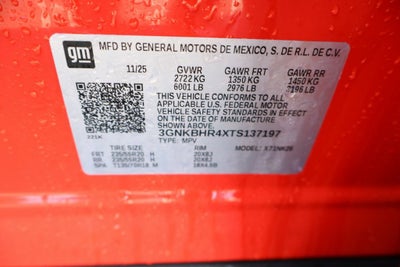 gm MFD BY GENERAL MOTORS DE MEXICO, S. DE R.L. DE C.V.
11/25 GVWR GAWR FRT GAWR RR
2722 KG 1350 KG 1450 KG
6001 LB 2976 LB 3196 LB
THIS VEHICLE CONFORMS TO ALL
APPLICABLE U.S. FEDERAL MOTOR
VEHICLE SAFETY STANDARDS IN EFFECT
ON THE DATE OF MANUFACTURE
SHOWN ABOVE.
3GNKBHR4XTS137197
221K TYPE: MPV MODEL:
TIRE SIZE RIM
FRT 235/55R20 H 20X8J
RR 235/55R20 H 20X8J
SPA T135/70R18 M 18X4.5B